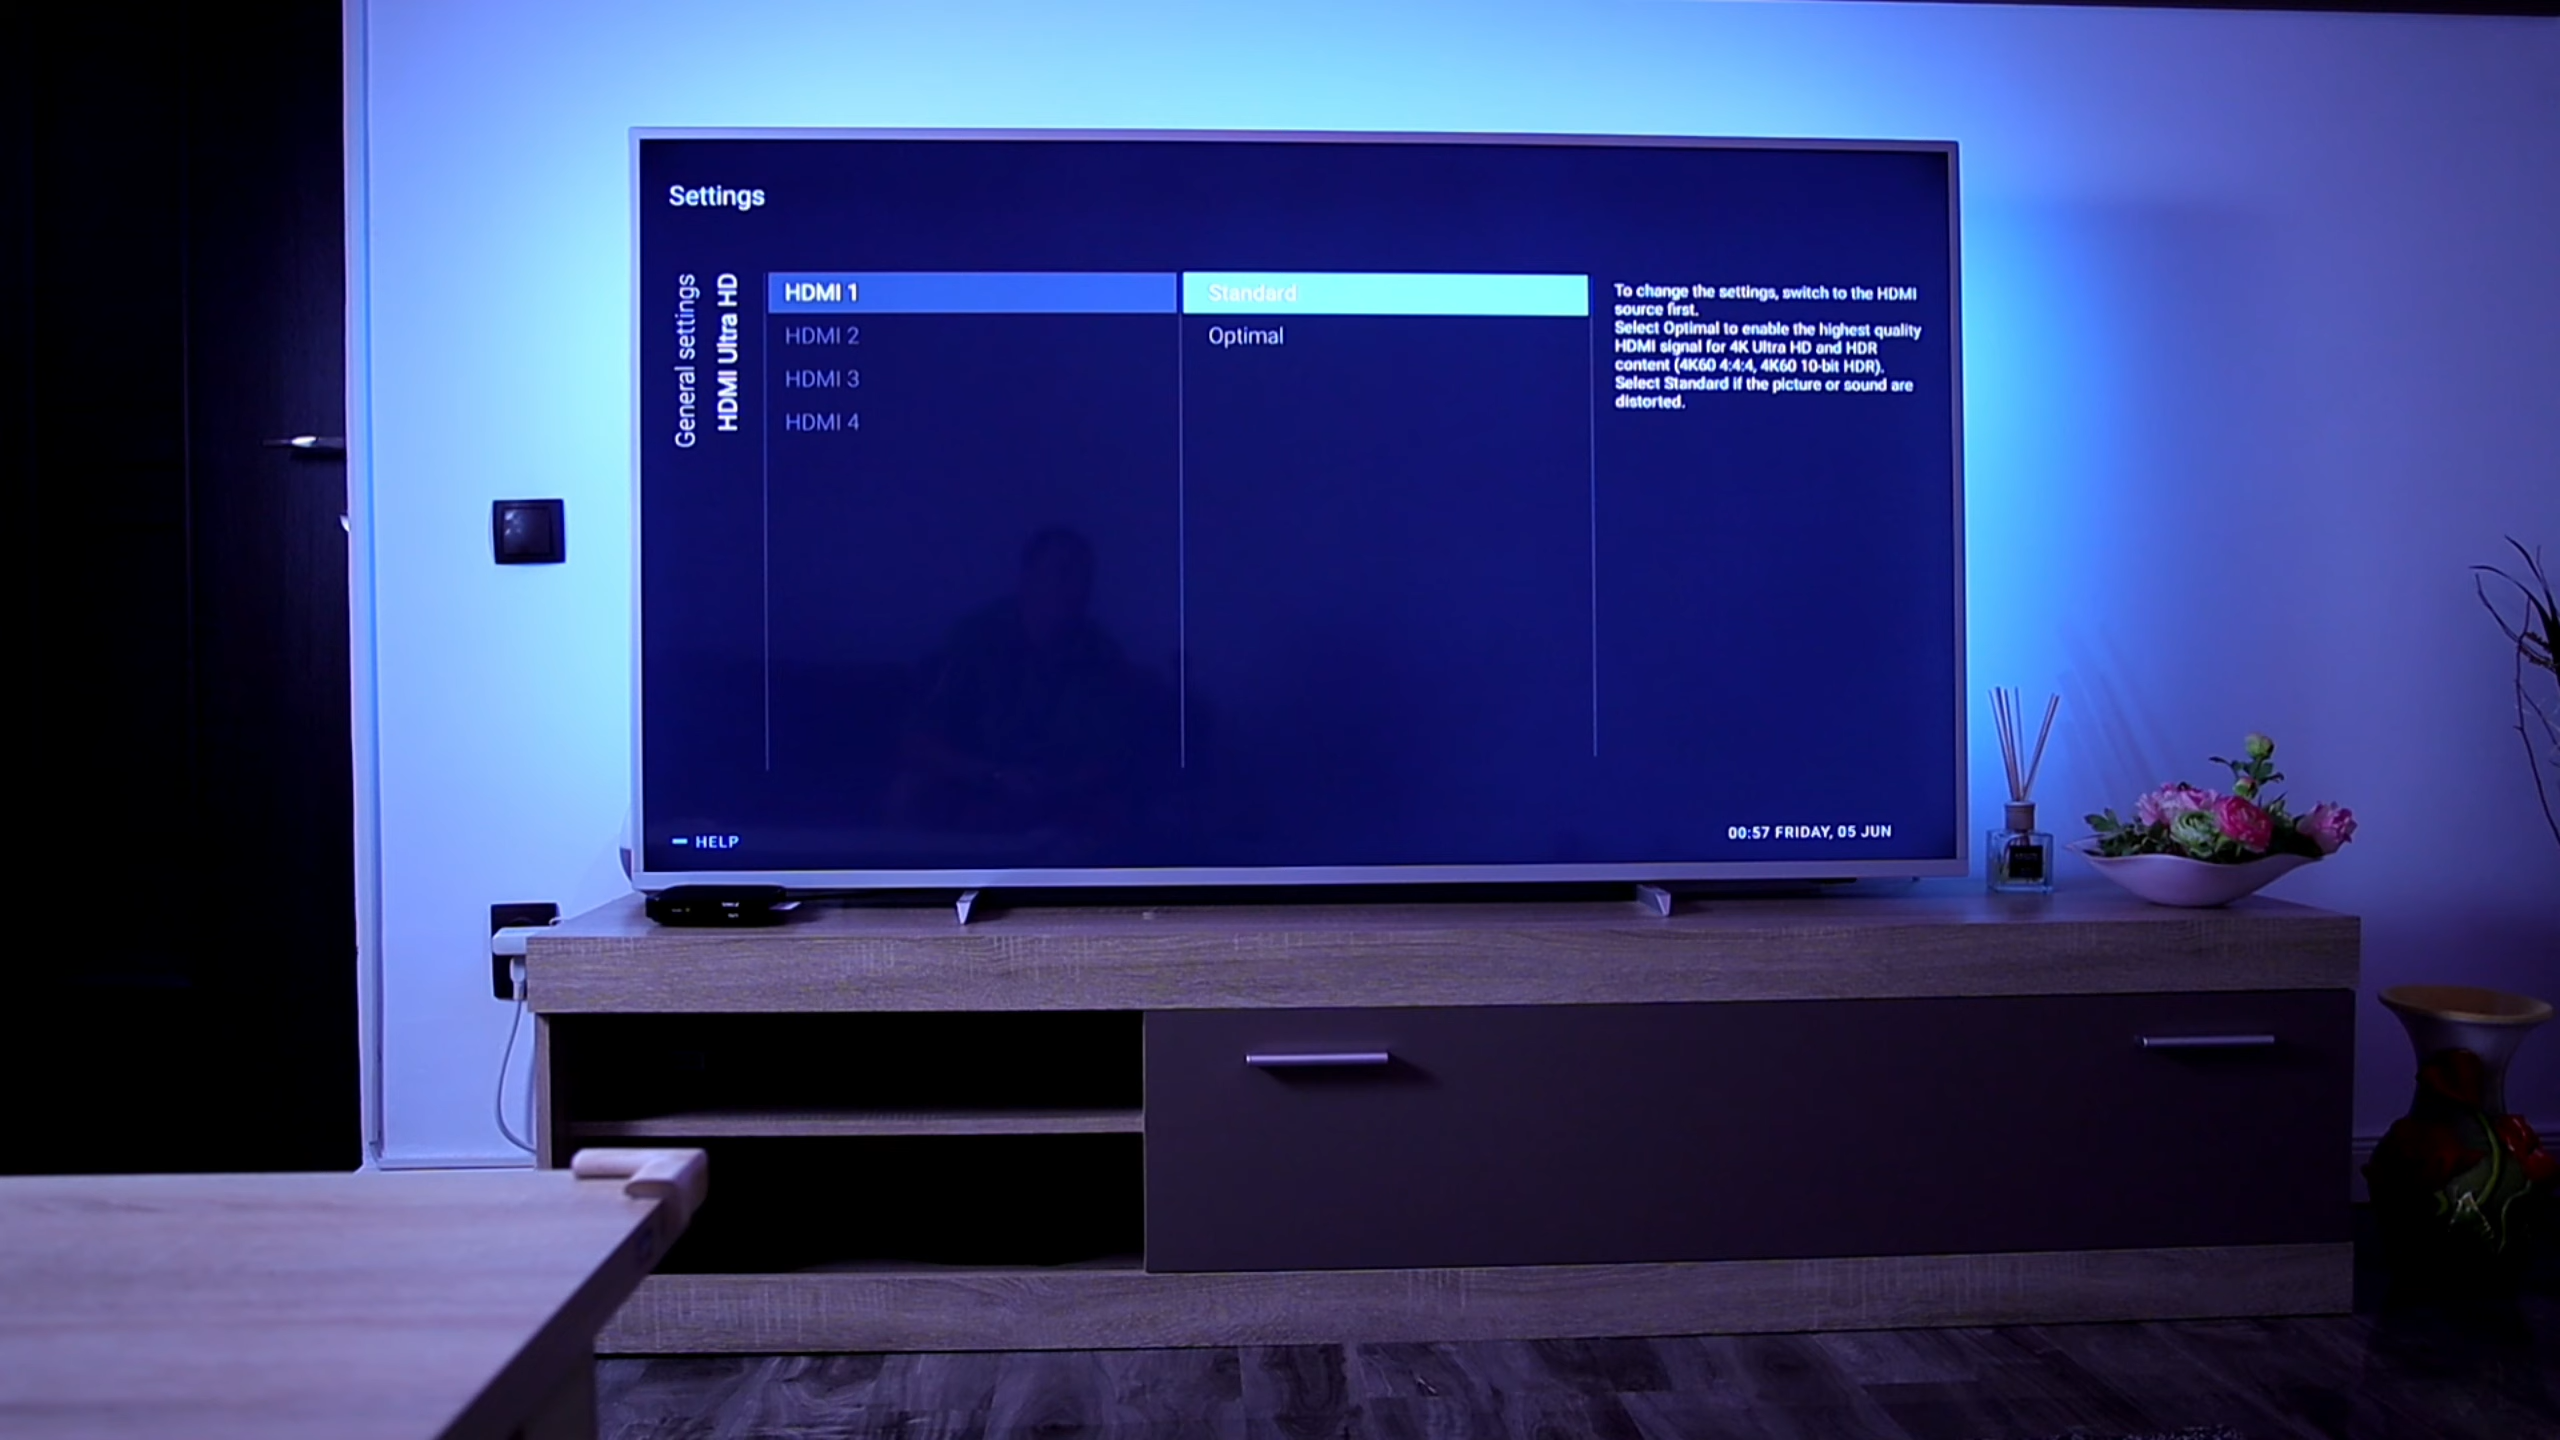 Settings
General settings
HDMI Ultra HD
HDMI 1
HDMI 2
HDMI 3
HDMI 4
Standard
Optimal
To change the settings, switch to the HDMI
source first.
Select Optimal to enable the highest quality
HDMI signal for 4K Ultra HD and HDR
content (4K60 4:4:4, 4K60 10-bit HDR).
Select Standard if the picture or sound are
distorted.
HELP
00:57 FRIDAY, 05 JUN